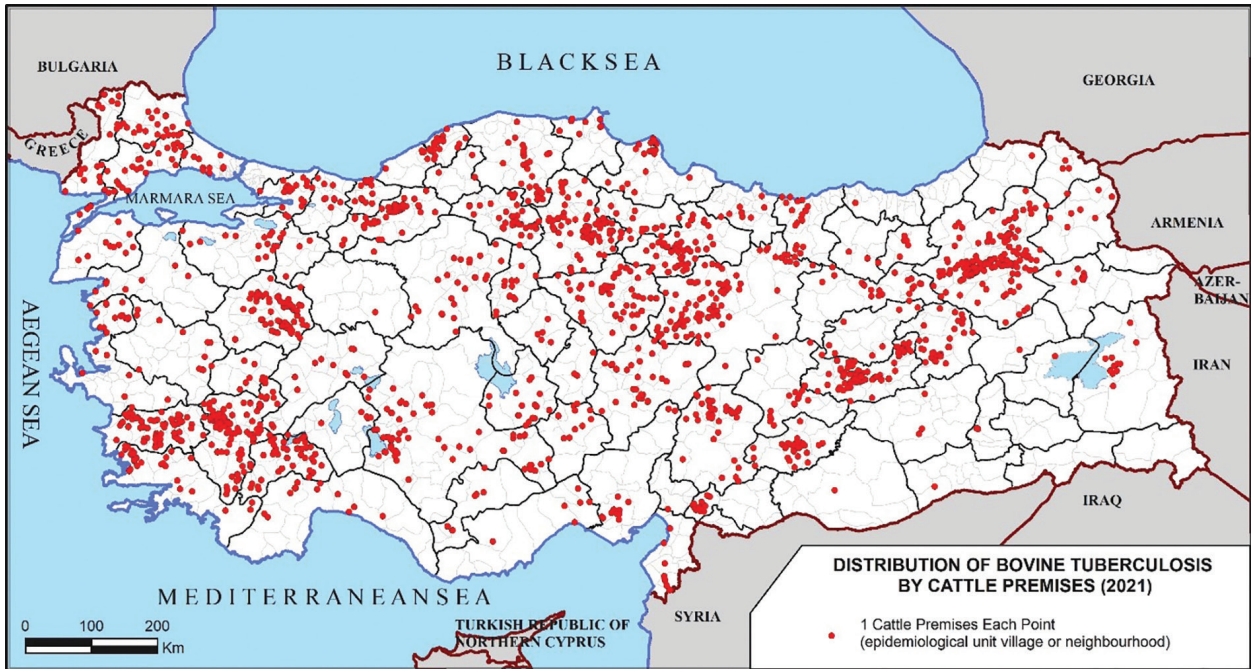 BLACKSEA
BULGARIA
GEORGIA
GREECE
MARMARA SEA
ARMENIA
AZER-
BAIJAN
AEGEAN SEA
IRAN
IRAQ
MEDITERRANEANSEA
SYRIA
TURKISH REPUBLIC OF
NORTHERN CYPRUS
0 100 200
Km
DISTRIBUTION OF BOVINE TUBERCULOSIS
BY CATTLE PREMISES (2021)
1 Cattle Premises Each Point
(epidemiological unit village or neighbourhood)